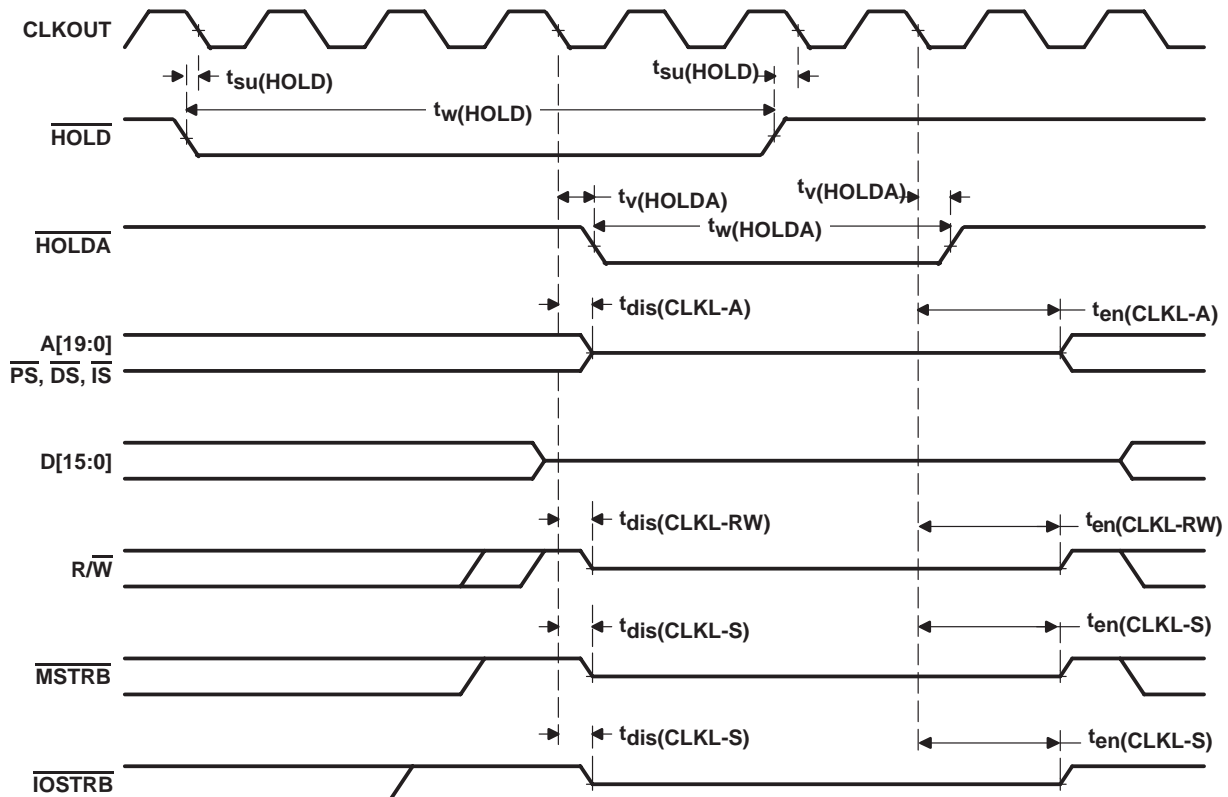 CLKOUT
tsu(HOLD)
tsu(HOLD)
tw(HOLD)
HOLD
tv(HOLDA)
tv(HOLDA)
tw(HOLDA)
HOLDA
tdis(CLKL-A)
ten(CLKL-A)
A[19:0]
PS, DS, IS
D[15:0]
tdis(CLKL-RW)
ten(CLKL-RW)
R/W
tdis(CLKL-S)
ten(CLKL-S)
MSTRB
tdis(CLKL-S)
ten(CLKL-S)
IOSTRB